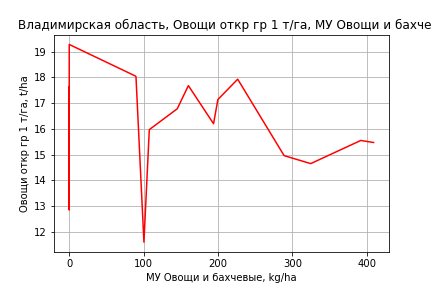 Владимирская область, Овощи откр гр 1 т/га, МУ Овощи и бахче
19
18
17
16
15
14
13
12
Овощи откр гр 1 т/га, t/ha
0 100 200 300 400
МУ Овощи и бахчевые, kg/ha